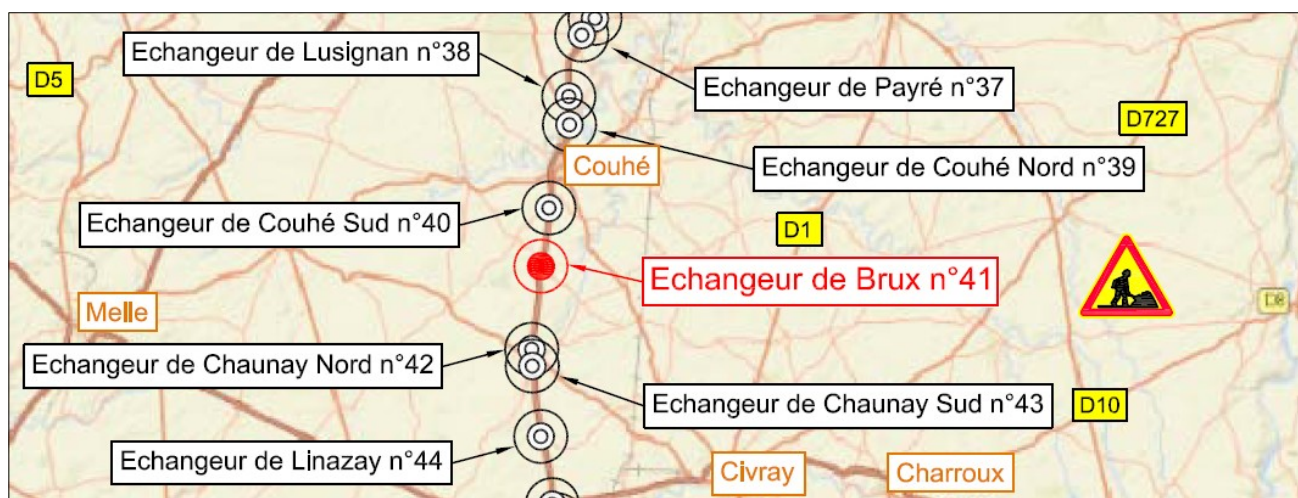 Echangeur de Lusignan n°38
D5
Echangeur de Payré n°37
D727
Couhé
Echangeur de Couhé Nord n°39
Echangeur de Couhé Sud n°40
D1
Echangeur de Brux n°41
Melle
D8
Echangeur de Chaunay Nord n°42
Echangeur de Chaunay Sud n°43
D10
Echangeur de Linazay n°44
Civray
Charroux